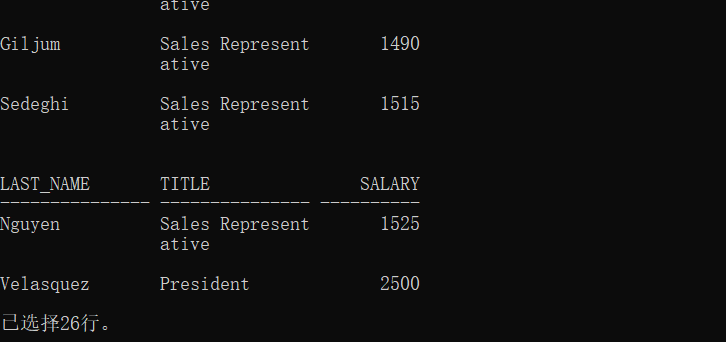 ative
Giljum          Sales Represent       1490
                ative
Sedeghi         Sales Represent       1515
                ative
LAST_NAME       TITLE               SALARY
--------------- --------------- ----------
Nguyen          Sales Represent       1525
                ative
Velasquez       President             2500
已选择26行。